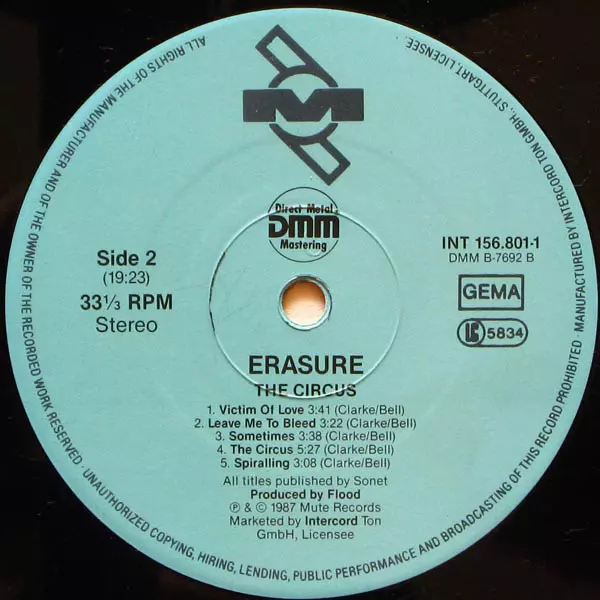 M
Direct Metal
DMM
Mastering
Side 2
(19:23)
33⅓ RPM
Stereo
INT 156.801-1
DMM B-7692 B
GEMA
LC 5834
ERASURE
THE CIRCUS
1. Victim Of Love 3:41 (Clarke/Bell)
2. Leave Me To Bleed 3:22 (Clarke/Bell)
3. Sometimes 3:38 (Clarke/Bell)
4. The Circus 5:27 (Clarke/Bell)
5. Spiralling 3:08 (Clarke/Bell)
All titles published by Sonet
Produced by Flood
℗ & © 1987 Mute Records
Marketed by Intercord Ton
GmbH, Licensee
ALL RIGHTS OF THE MANUFACTURER AND OF THE OWNER OF THE RECORDED WORK RESERVED · UNAUTHORIZED COPYING, HIRING, LENDING, PUBLIC PERFORMANCE AND BROADCASTING OF THIS RECORD PROHIBITED · MANUFACTURED BY INTERCORD TON GMBH., STUTTGART, LICENSEE.